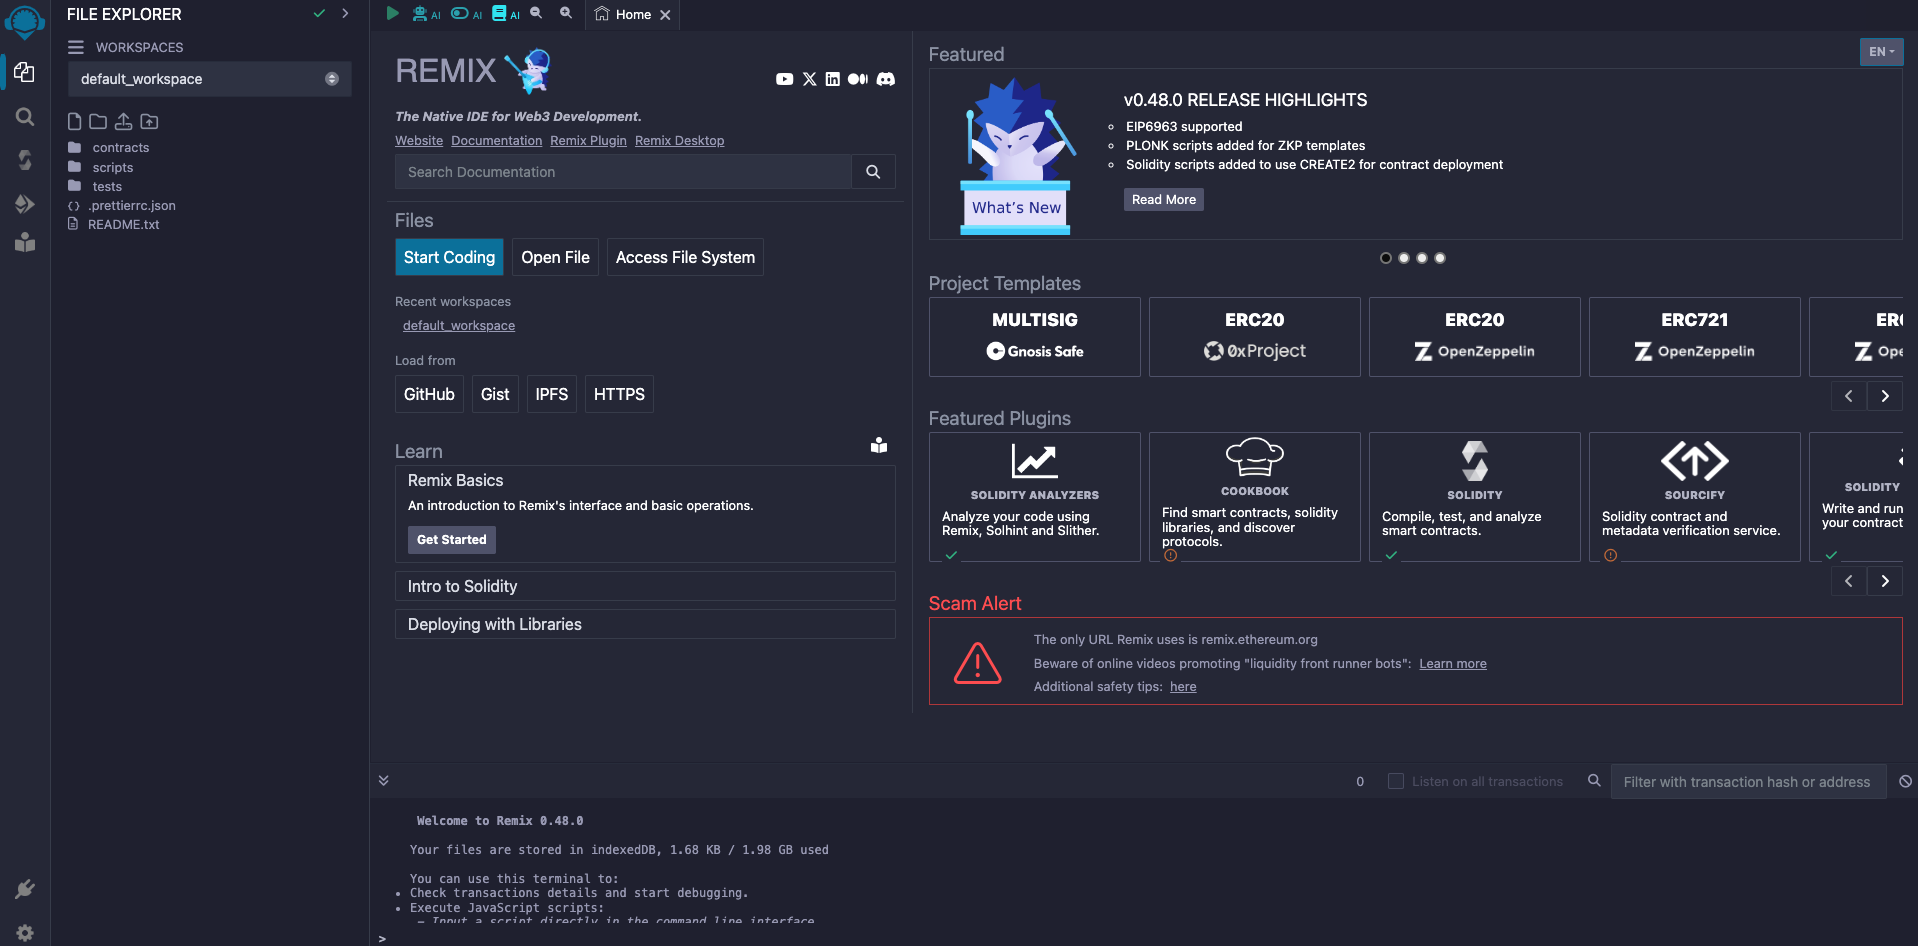 FILE EXPLORER
WORKSPACES
default_workspace
contracts
scripts
tests
.prettierrc.json
README.txt
AI
AI
AI
Home
REMIX
The Native IDE for Web3 Development.
Website Documentation Remix Plugin Remix Desktop
Search Documentation
Files
Start Coding Open File Access File System
Recent workspaces
default_workspace
Load from
GitHub Gist IPFS HTTPS
Learn
Remix Basics
An introduction to Remix's interface and basic operations.
Get Started
Intro to Solidity
Deploying with Libraries
Featured
EN
What's New
v0.48.0 RELEASE HIGHLIGHTS
EIP6963 supported
PLONK scripts added for ZKP templates
Solidity scripts added to use CREATE2 for contract deployment
Read More
Project Templates
MULTISIG
Gnosis Safe
ERC20
0xProject
ERC20
OpenZeppelin
ERC721
OpenZeppelin
ERC
Ope
Featured Plugins
SOLIDITY ANALYZERS
Analyze your code using
Remix, Solhint and Slither.
COOKBOOK
Find smart contracts, solidity
libraries, and discover
protocols.
SOLIDITY
Compile, test, and analyze
smart contracts.
SOURCIFY
Solidity contract and
metadata verification service.
SOLIDITY
Write and run
your contract
Scam Alert
The only URL Remix uses is remix.ethereum.org
Beware of online videos promoting "liquidity front runner bots": Learn more
Additional safety tips: here
0 Listen on all transactions Filter with transaction hash or address
Welcome to Remix 0.48.0
Your files are stored in indexedDB, 1.68 KB / 1.98 GB used
You can use this terminal to:
• Check transactions details and start debugging.
• Execute JavaScript scripts:
– Input a script directly in the command line interface
>